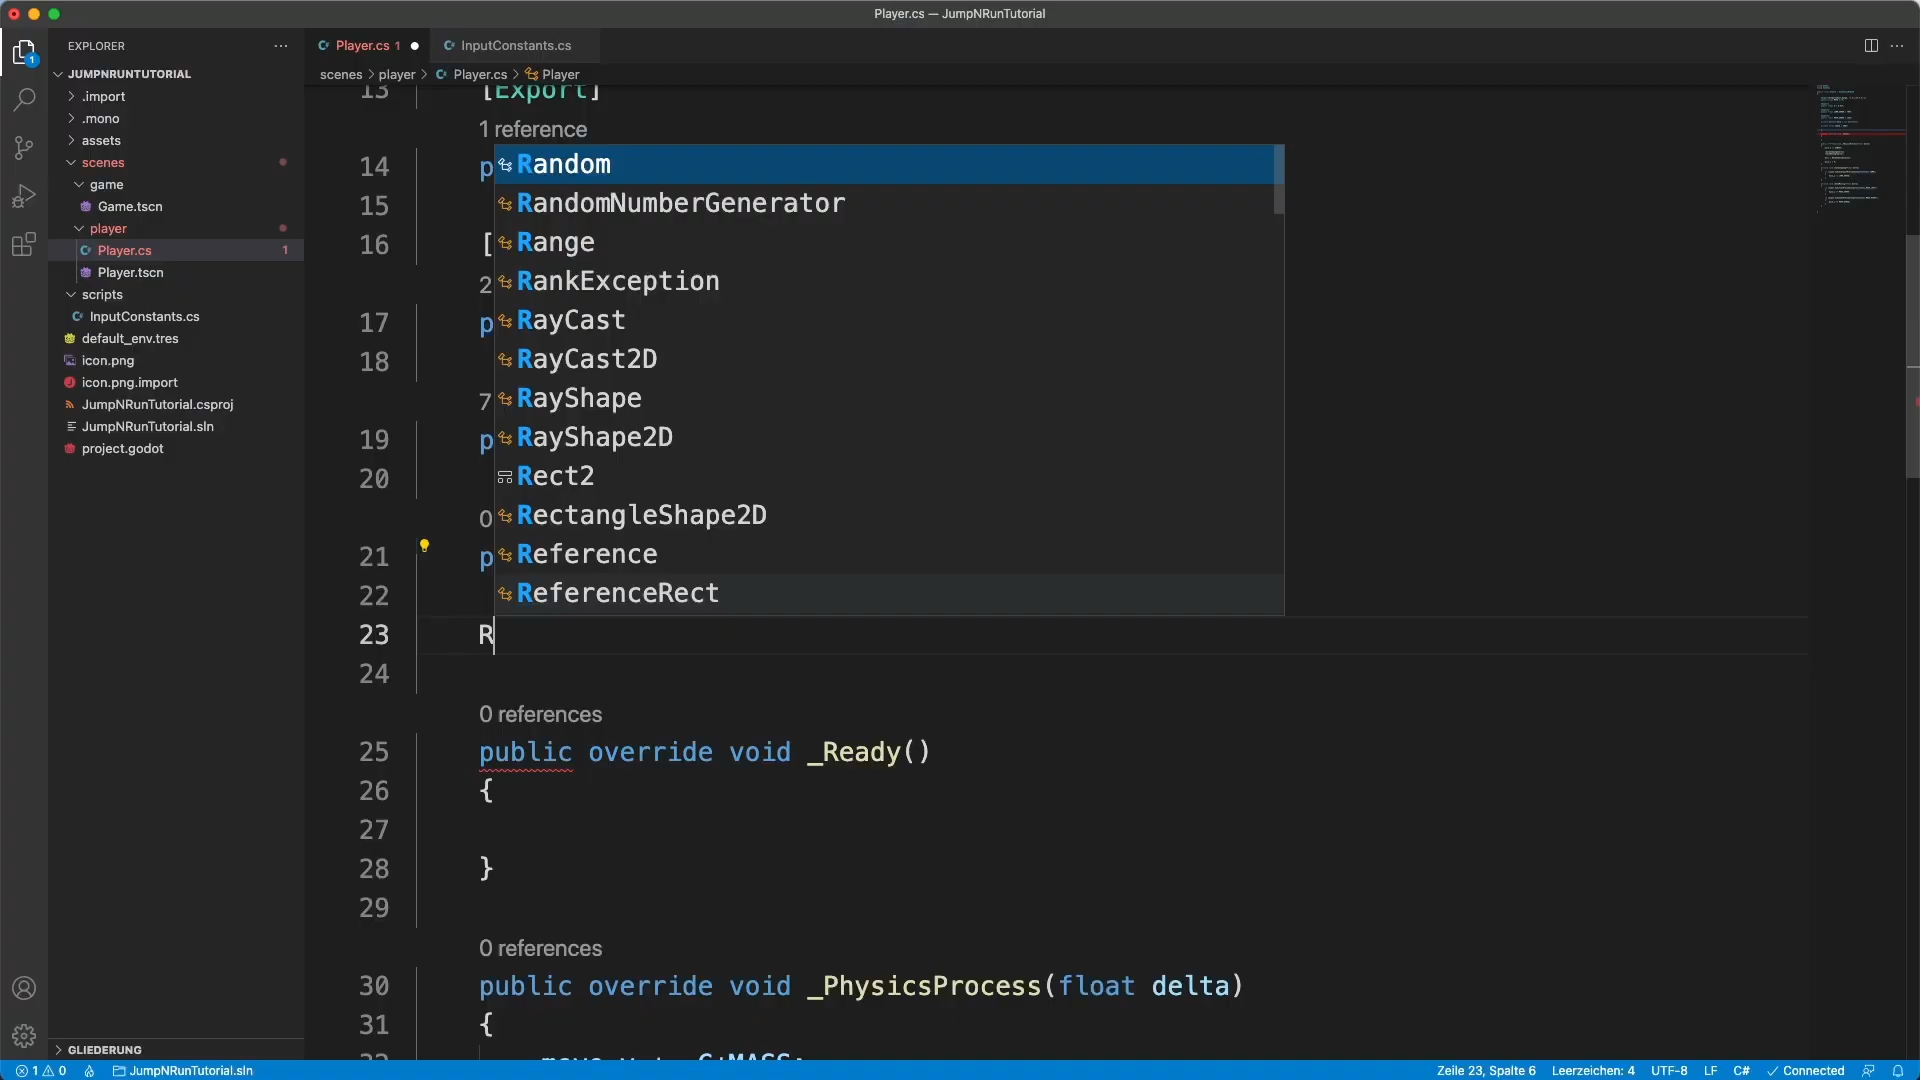 Player.cs — JumpNRunTutorial
EXPLORER
JUMPNRUNTUTORIAL
.import
.mono
assets
scenes
game
Game.tscn
player
Player.cs 1
Player.tscn
scripts
InputConstants.cs
default_env.tres
icon.png
icon.png.import
JumpNRunTutorial.csproj
JumpNRunTutorial.sln
project.godot
GLIEDERUNG
1
Player.cs 1
InputConstants.cs
scenes > player > Player.cs > Player
13 [Export]
1 reference
14 p
15
16 [
2
17 p
18
7
19 p
20
0
21 p
22
Random
RandomNumberGenerator
Range
RankException
RayCast
RayCast2D
RayShape
RayShape2D
Rect2
RectangleShape2D
Reference
ReferenceRect
23 R
24
0 references
25 public override void _Ready()
26 {
27
28 }
29
0 references
30 public override void _PhysicsProcess(float delta)
31 {
1 0 JumpNRunTutorial.sln
Zeile 23, Spalte 6 Leerzeichen: 4 UTF-8 LF C# Connected